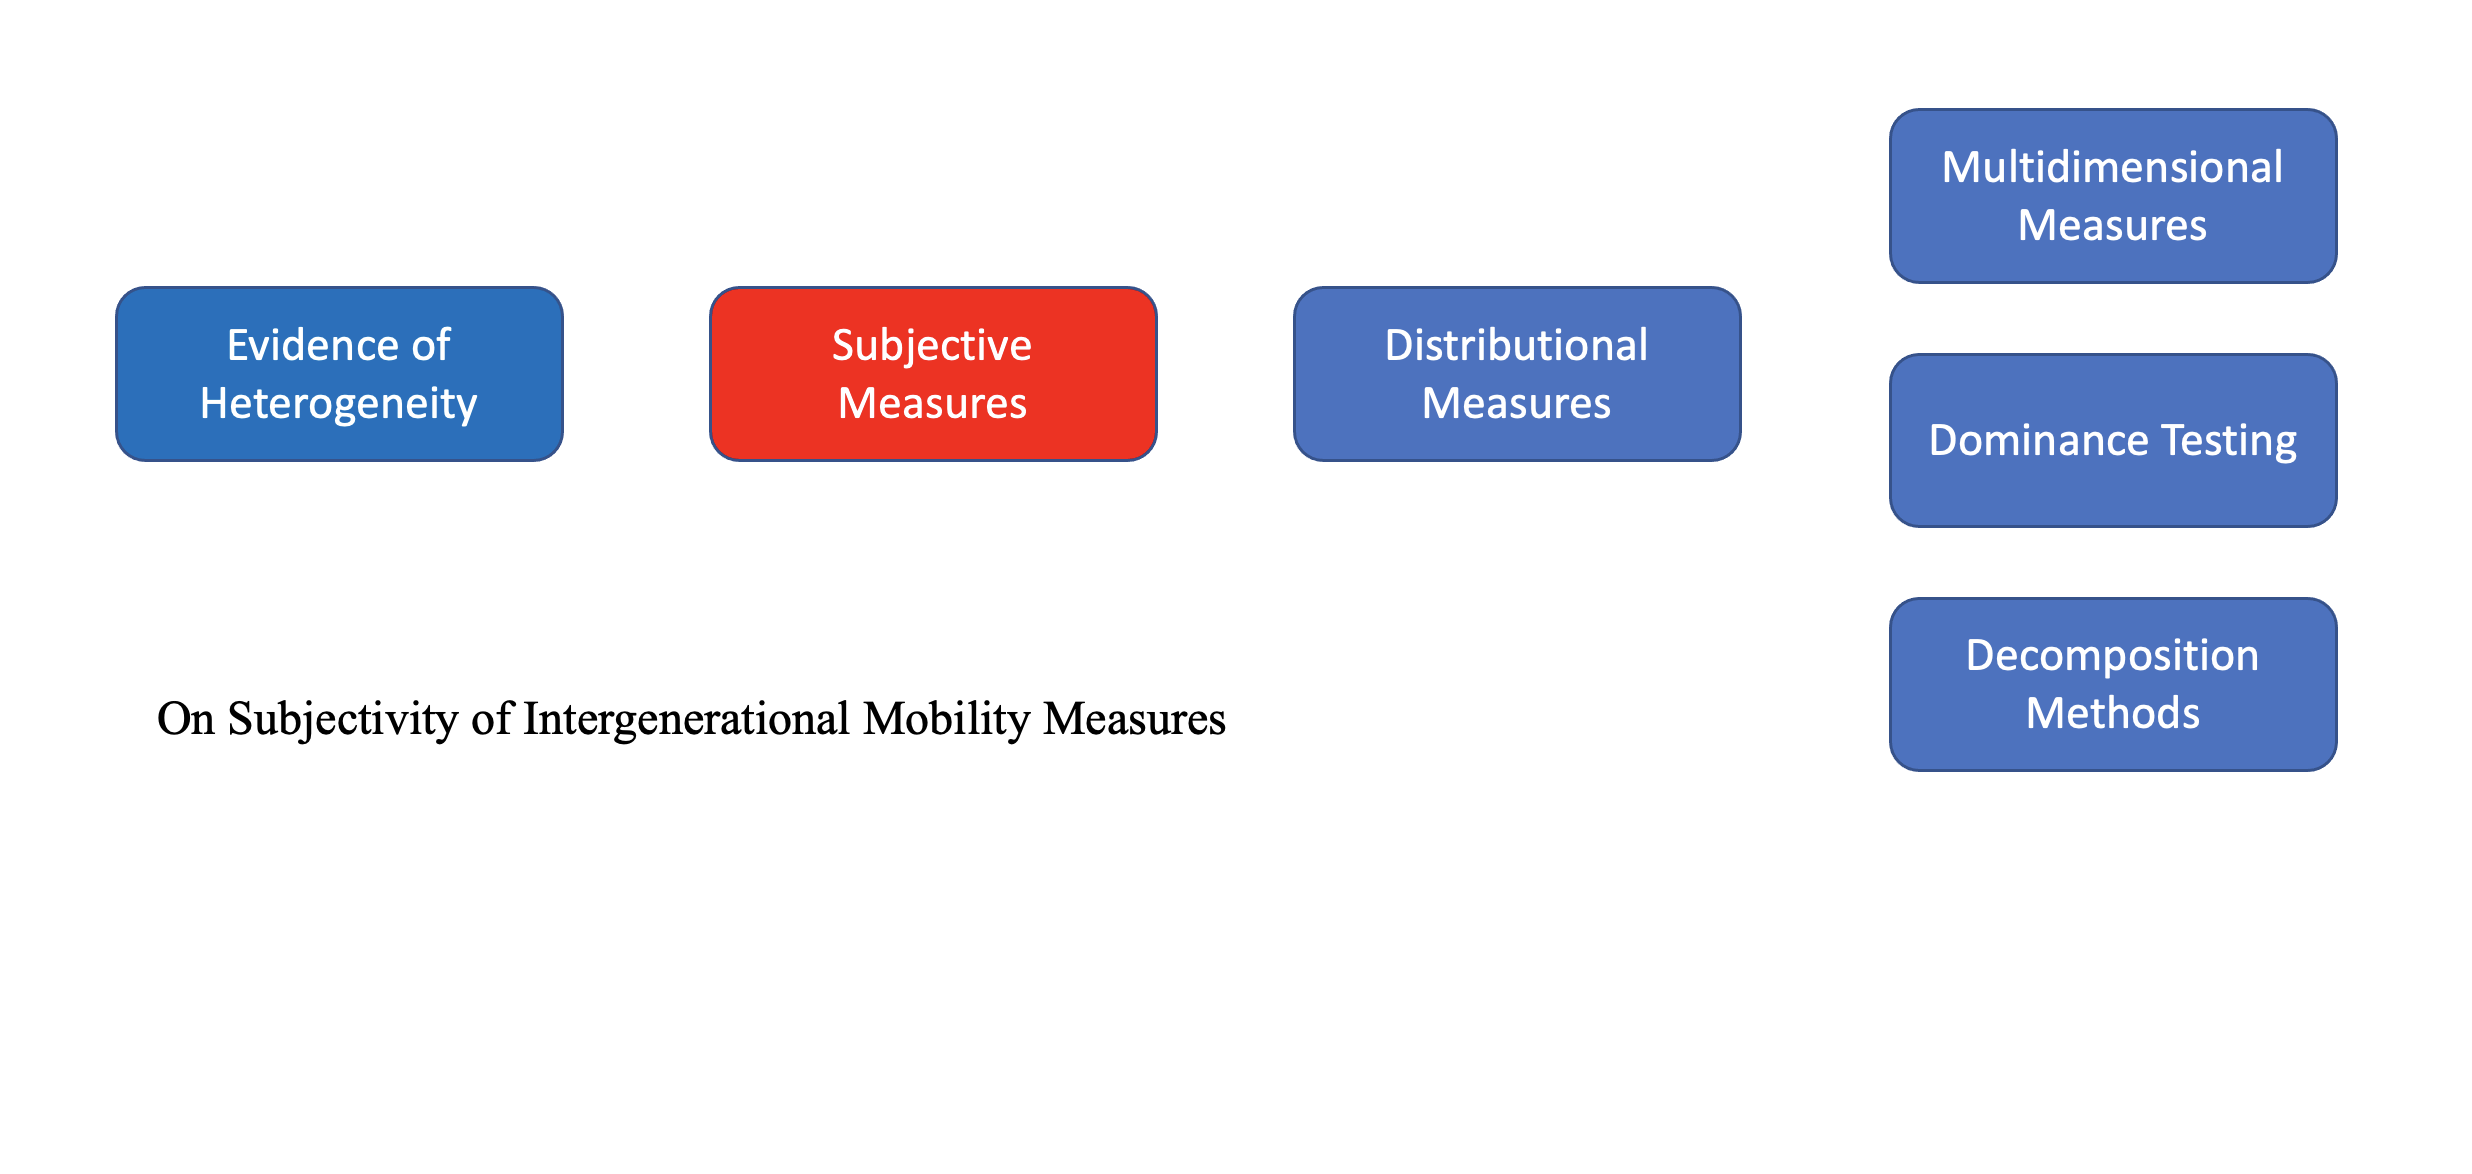 Evidence of
Heterogeneity
Subjective
Measures
Distributional
Measures
Multidimensional
Measures
Dominance Testing
Decomposition
Methods
On Subjectivity of Intergenerational Mobility Measures